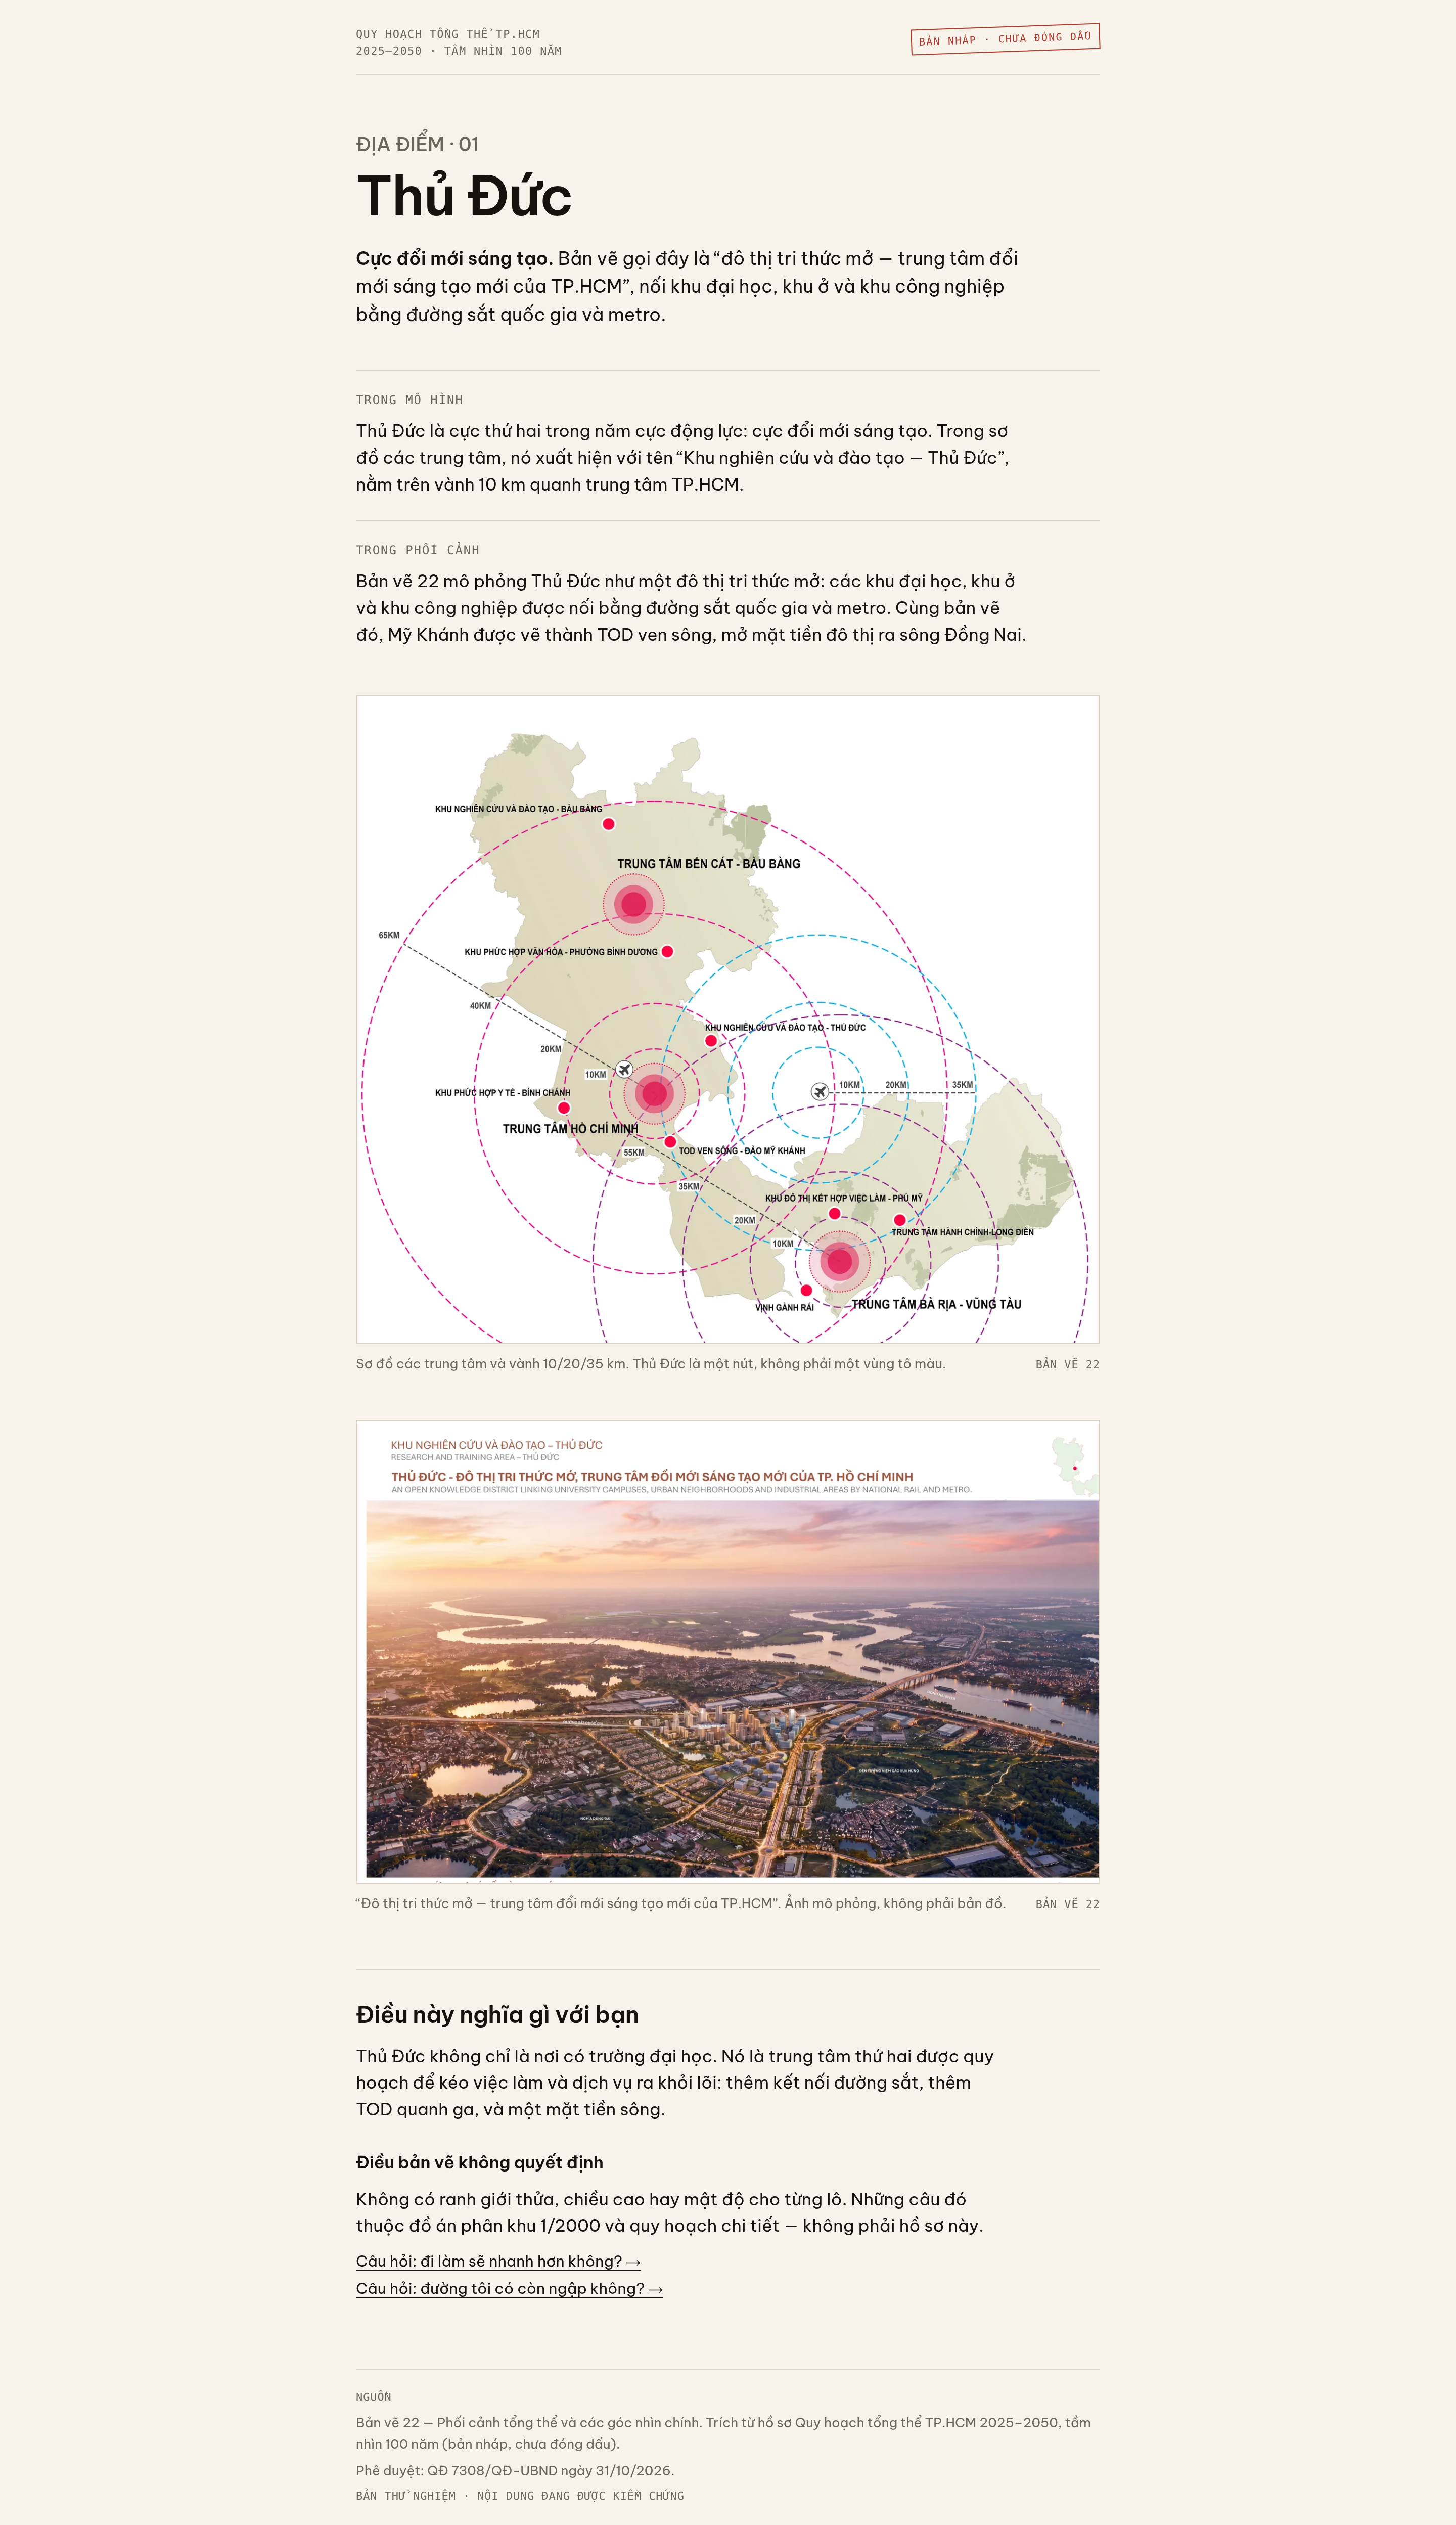 QUY HOẠCH TỔNG THỂ TP.HCM
2025–2050 · TẦM NHÌN 100 NĂM
BẢN NHÁP · CHƯA ĐÓNG DẤU
ĐỊA ĐIỂM · 01
Thủ Đức
Cực đổi mới sáng tạo. Bản vẽ gọi đây là “đô thị tri thức mở — trung tâm đổi
mới sáng tạo mới của TP.HCM”, nối khu đại học, khu ở và khu công nghiệp
bằng đường sắt quốc gia và metro.
TRONG MÔ HÌNH
Thủ Đức là cực thứ hai trong năm cực động lực: cực đổi mới sáng tạo. Trong sơ
đồ các trung tâm, nó xuất hiện với tên “Khu nghiên cứu và đào tạo — Thủ Đức”,
nằm trên vành 10 km quanh trung tâm TP.HCM.
TRONG PHỐI CẢNH
Bản vẽ 22 mô phỏng Thủ Đức như một đô thị tri thức mở: các khu đại học, khu ở
và khu công nghiệp được nối bằng đường sắt quốc gia và metro. Cùng bản vẽ
đó, Mỹ Khánh được vẽ thành TOD ven sông, mở mặt tiền đô thị ra sông Đồng Nai.
KHU NGHIÊN CỨU VÀ ĐÀO TẠO - BÀU BÀNG
TRUNG TÂM BẾN CÁT - BÀU BÀNG
65KM
KHU PHỨC HỢP VĂN HÓA - PHƯỜNG BÌNH DƯƠNG
40KM
KHU NGHIÊN CỨU VÀ ĐÀO TẠO - THỦ ĐỨC
20KM
10KM
10KM
20KM
35KM
KHU PHỨC HỢP Y TẾ - BÌNH CHÁNH
TRUNG TÂM HỒ CHÍ MINH
55KM
TOD VEN SÔNG - ĐẢO MỸ KHÁNH
35KM
KHU ĐÔ THỊ KẾT HỢP VIỆC LÀM - PHÚ MỸ
20KM
TRUNG TÂM HÀNH CHÍNH-LONG ĐIỀN
10KM
VỊNH GÀNH RÁI
TRUNG TÂM BÀ RỊA - VŨNG TÀU
Sơ đồ các trung tâm và vành 10/20/35 km. Thủ Đức là một nút, không phải một vùng tô màu.
BẢN VẼ 22
KHU NGHIÊN CỨU VÀ ĐÀO TẠO – THỦ ĐỨC
RESEARCH AND TRAINING AREA – THỦ ĐỨC
THỦ ĐỨC - ĐÔ THỊ TRI THỨC MỞ, TRUNG TÂM ĐỔI MỚI SÁNG TẠO MỚI CỦA TP. HỒ CHÍ MINH
AN OPEN KNOWLEDGE DISTRICT LINKING UNIVERSITY CAMPUSES, URBAN NEIGHBORHOODS AND INDUSTRIAL AREAS BY NATIONAL RAIL AND METRO.
“Đô thị tri thức mở — trung tâm đổi mới sáng tạo mới của TP.HCM”. Ảnh mô phỏng, không phải bản đồ.
BẢN VẼ 22
Điều này nghĩa gì với bạn
Thủ Đức không chỉ là nơi có trường đại học. Nó là trung tâm thứ hai được quy
hoạch để kéo việc làm và dịch vụ ra khỏi lõi: thêm kết nối đường sắt, thêm
TOD quanh ga, và một mặt tiền sông.
Điều bản vẽ không quyết định
Không có ranh giới thửa, chiều cao hay mật độ cho từng lô. Những câu đó
thuộc đồ án phân khu 1/2000 và quy hoạch chi tiết — không phải hồ sơ này.
Câu hỏi: đi làm sẽ nhanh hơn không? →
Câu hỏi: đường tôi có còn ngập không? →
NGUỒN
Bản vẽ 22 — Phối cảnh tổng thể và các góc nhìn chính. Trích từ hồ sơ Quy hoạch tổng thể TP.HCM 2025–2050, tầm
nhìn 100 năm (bản nháp, chưa đóng dấu).
Phê duyệt: QĐ 7308/QĐ-UBND ngày 31/10/2026.
BẢN THỬ NGHIỆM · NỘI DUNG ĐANG ĐƯỢC KIỂM CHỨNG